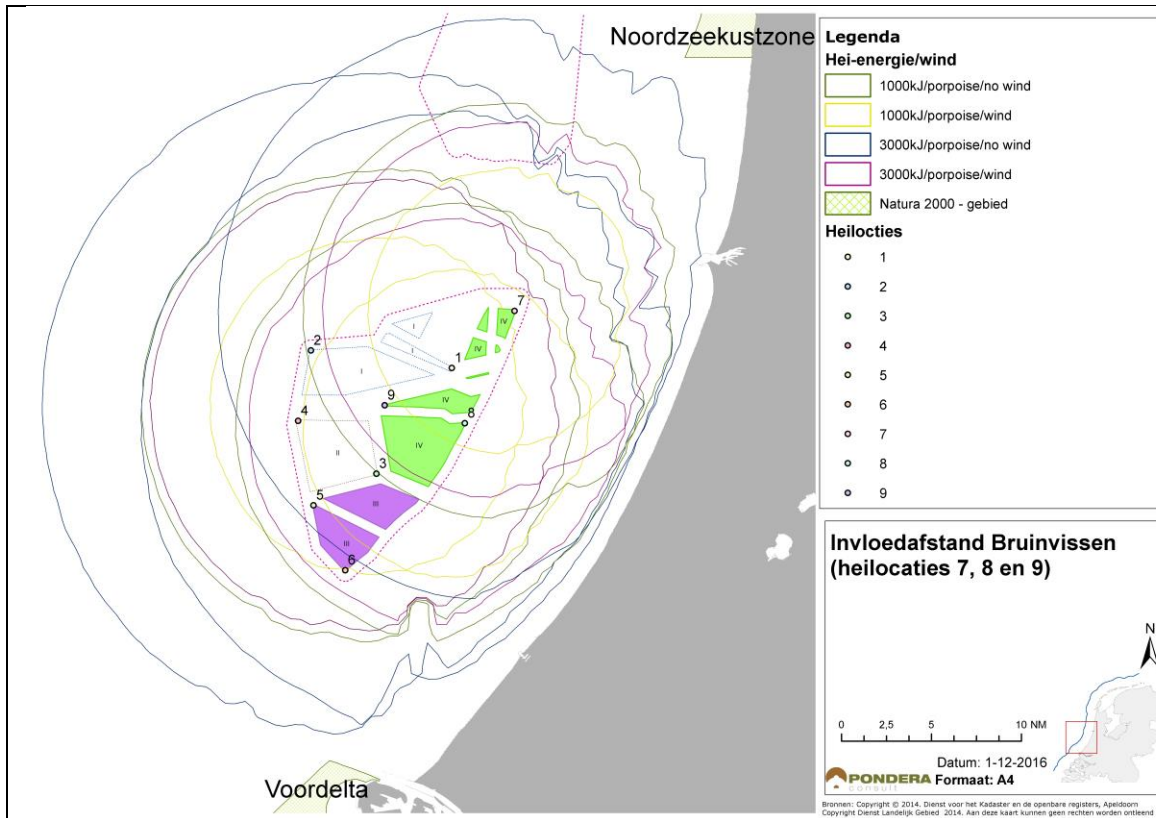 Noordzeekustzone
7
IV
I
I
2
IV
1
I
9
IV
8
4
IV
II
3
5
III
III
6
Voordelta
Legenda
Hei-energie/wind
1000kJ/porpoise/no wind
1000kJ/porpoise/wind
3000kJ/porpoise/no wind
3000kJ/porpoise/wind
Natura 2000 - gebied
Heilocties
1
2
3
4
5
6
7
8
9
Invloedafstand Bruinvissen
(heilocaties 7, 8 en 9)
N
0 2,5 5 10 NM
Datum: 1-12-2016
PONDERA
consult
Formaat: A4
Bronnen: Copyright © 2014. Dienst voor het Kadaster en de openbare registers, Apeldoorn
Copyright Dienst Landelijk Gebied 2014. Aan deze kaart kunnen geen rechten worden ontleend